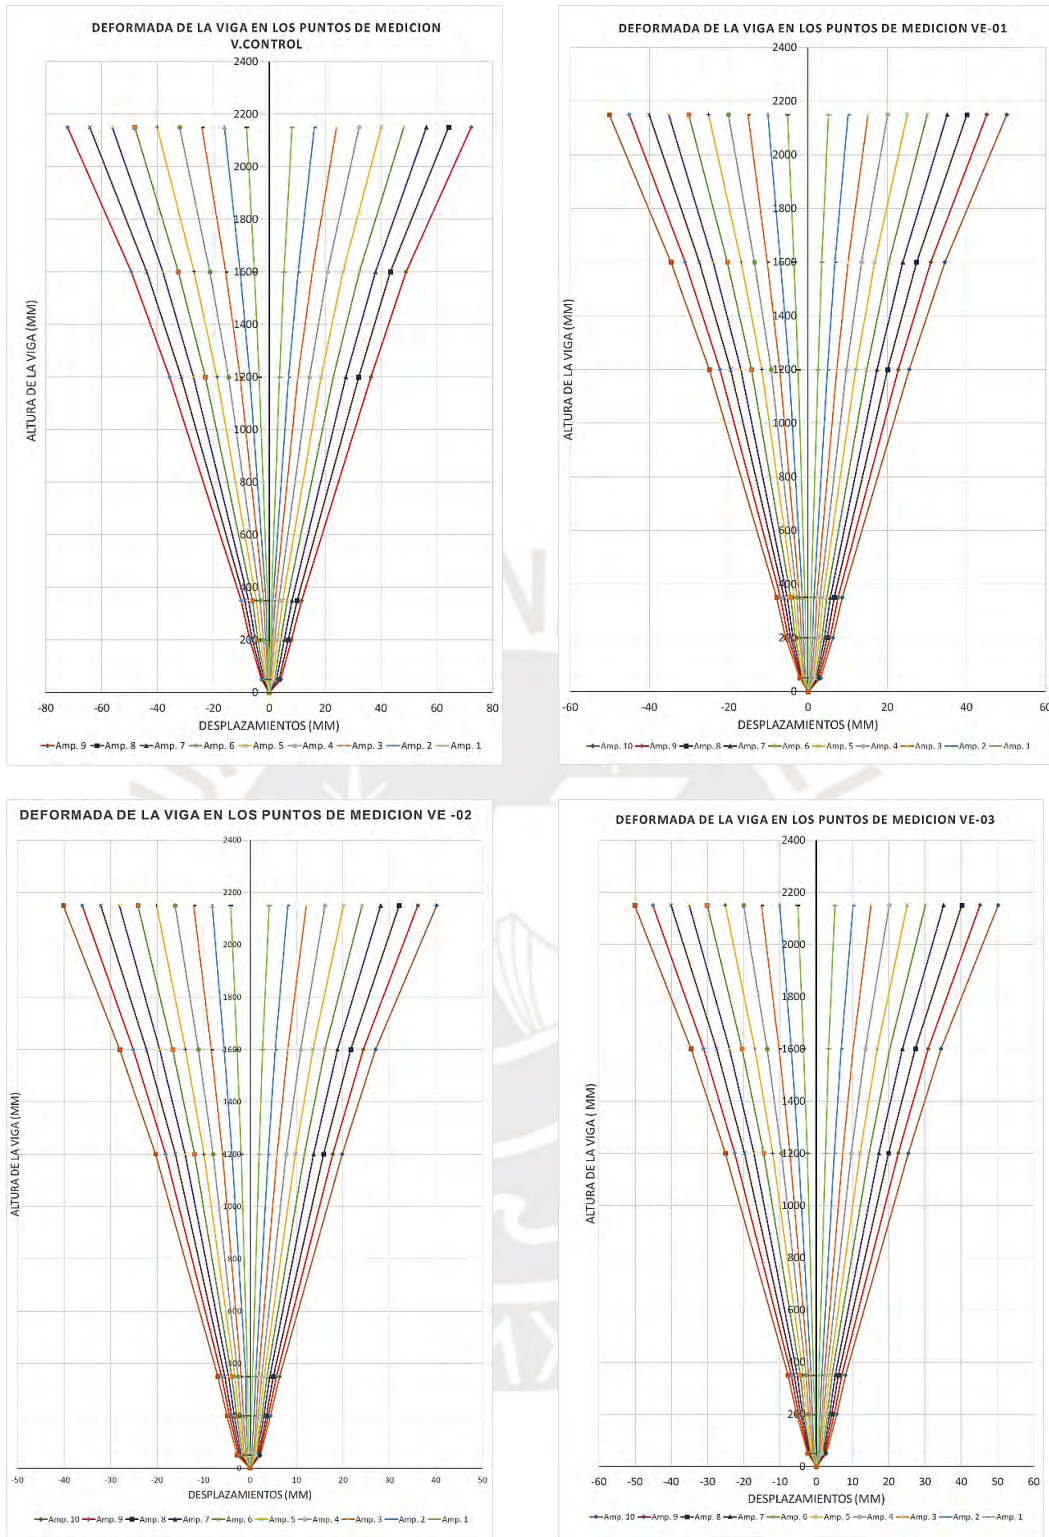 DEFORMADA DE LA VIGA EN LOS PUNTOS DE MEDICION
V.CONTROL
2400
2200
2000
1800
1600
1400
1200
1000
800
600
400
200
0
ALTURA DE LA VIGA (MM)
-80 -60 -40 -20 0 20 40 60 80
DESPLAZAMIENTOS (MM)
Amp. 9 Amp. 8 Amp. 7 Amp. 6 Amp. 5 Amp. 4 Amp. 3 Amp. 2 Amp. 1
DEFORMADA DE LA VIGA EN LOS PUNTOS DE MEDICION VE-01
2400
2200
2000
1800
1600
1400
1200
1000
800
600
400
200
0
ALTURA DE LA VIGA (MM)
-60 -40 -20 0 20 40 60
DESPLAZAMIENTOS (MM)
Amp. 10 Amp. 9 Amp. 8 Amp. 7 Amp. 6 Amp. 5 Amp. 4 Amp. 3 Amp. 2 Amp. 1
DEFORMADA DE LA VIGA EN LOS PUNTOS DE MEDICION VE -02
2400
2200
2000
1800
1600
1400
1200
1000
800
600
400
200
0
ALTURA DE LA VIGA (MM)
-50 -40 -30 -20 -10 0 10 20 30 40 50
DESPLAZAMIENTOS (MM)
Amp. 10 Amp. 9 Amp. 8 Amp. 7 Amp. 6 Amp. 5 Amp. 4 Amp. 3 Amp. 2 Amp. 1
DEFORMADA DE LA VIGA EN LOS PUNTOS DE MEDICION VE-03
2400
2200
2000
1800
1600
1400
1200
1000
800
600
400
200
0
ALTURA DE LA VIGA ( MM)
-60 -50 -40 -30 -20 -10 0 10 20 30 40 50 60
DESPLAZAMIENTOS (MM)
Amp. 10 Amp. 9 Amp. 8 Amp. 7 Amp. 6 Amp. 5 Amp. 4 Amp. 3 Amp. 2 Amp. 1